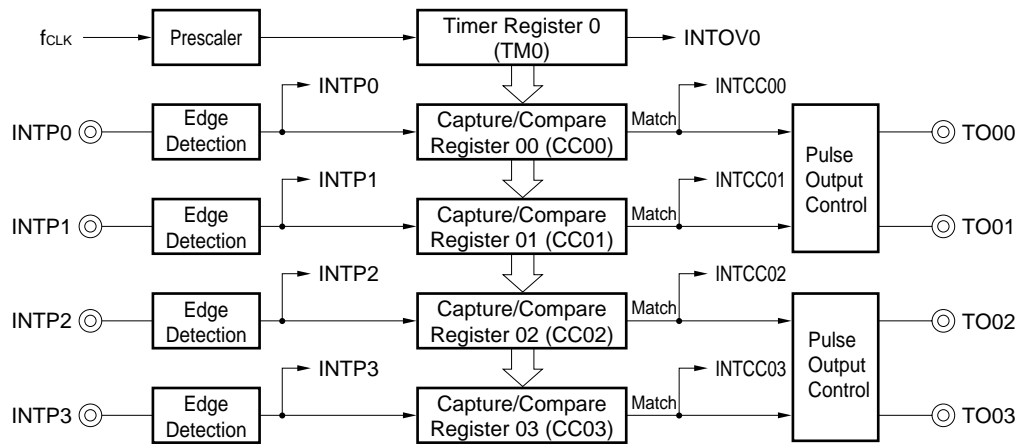 fCLK
Prescaler
Timer Register 0
(TM0)
INTOV0
INTP0
INTCC00
INTP0
Edge
Detection
Capture/Compare
Register 00 (CC00)
Match
TO00
Pulse
Output
Control
INTP1
INTCC01
INTP1
Edge
Detection
Capture/Compare
Register 01 (CC01)
Match
TO01
INTP2
INTCC02
INTP2
Edge
Detection
Capture/Compare
Register 02 (CC02)
Match
TO02
Pulse
Output
Control
INTP3
INTCC03
INTP3
Edge
Detection
Capture/Compare
Register 03 (CC03)
Match
TO03